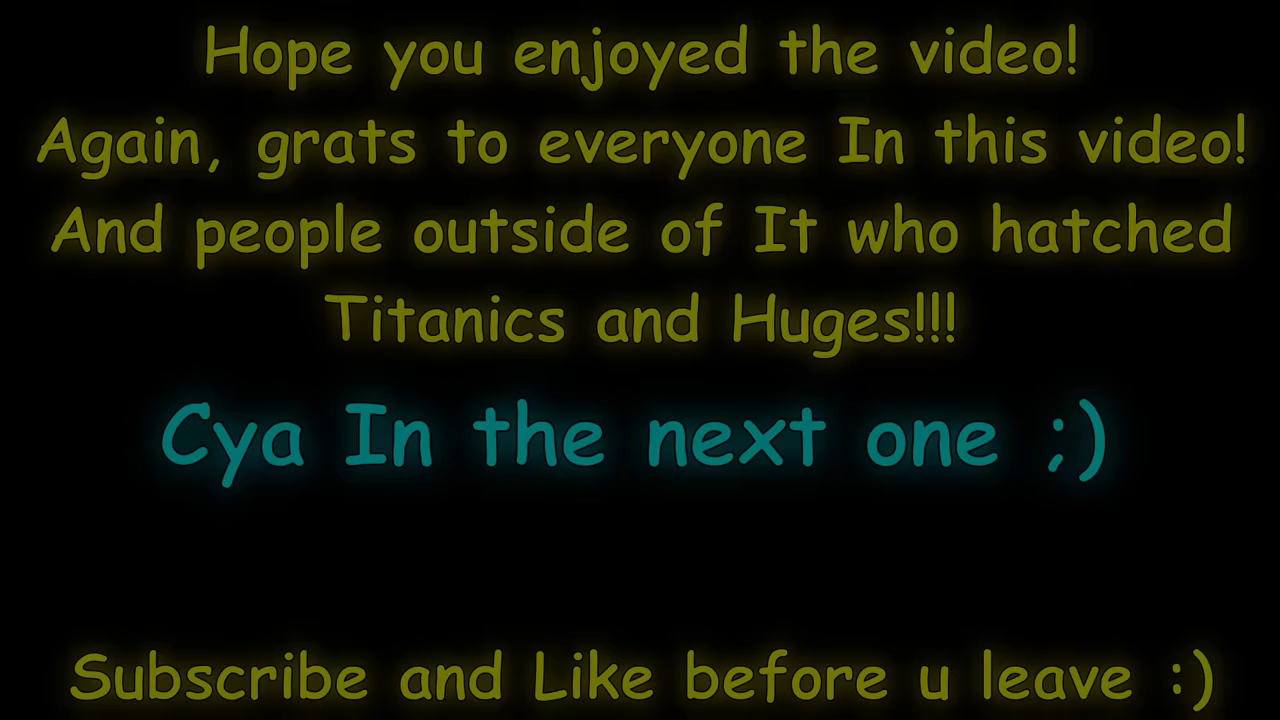 Hope you enjoyed the video!
Again, grats to everyone In this video!
And people outside of It who hatched
Titanics and Huges!!!
Cya In the next one ;)
Subscribe and Like before u leave :)